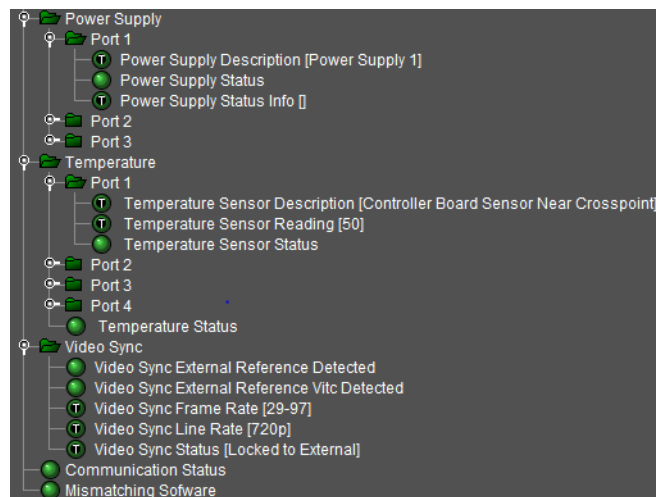 Power Supply
Port 1
Power Supply Description [Power Supply 1]
Power Supply Status
Power Supply Status Info []
Port 2
Port 3
Temperature
Port 1
Temperature Sensor Description [Controller Board Sensor Near Crosspoint]
Temperature Sensor Reading [50]
Temperature Sensor Status
Port 2
Port 3
Port 4
Temperature Status
Video Sync
Video Sync External Reference Detected
Video Sync External Reference Vitc Detected
Video Sync Frame Rate [29-97]
Video Sync Line Rate [720p]
Video Sync Status [Locked to External]
Communication Status
Mismatching Sofware